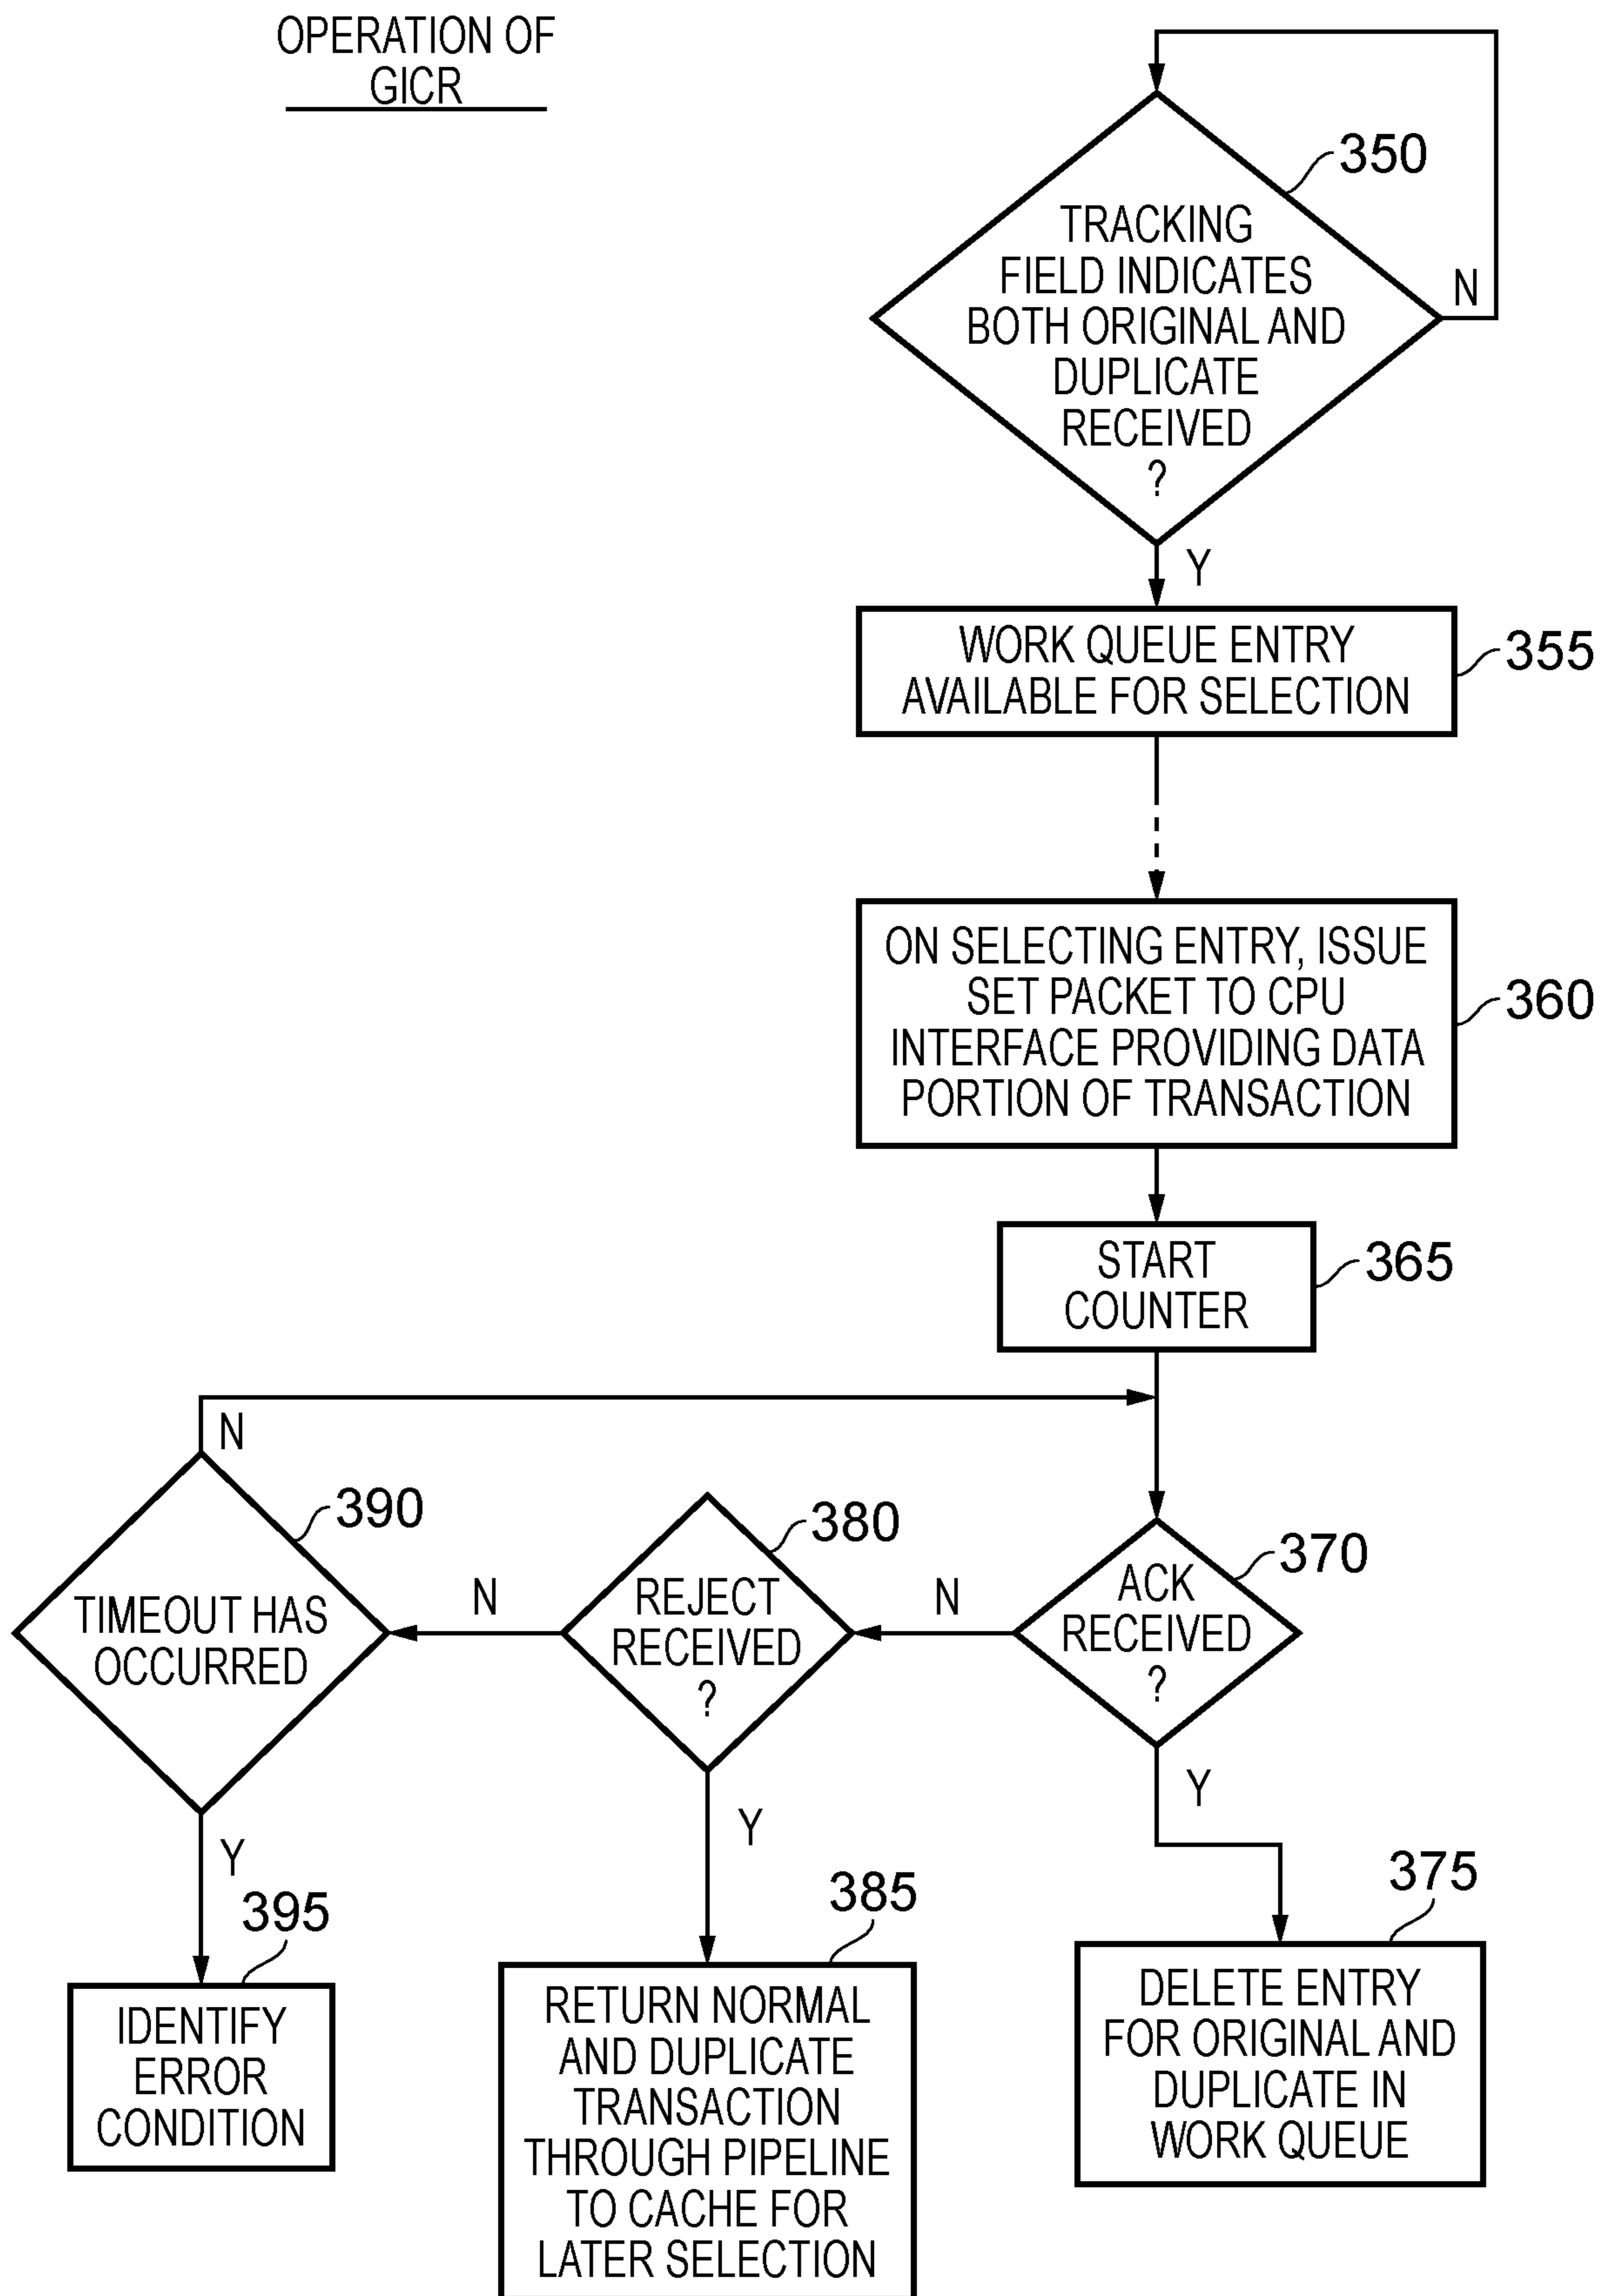 OPERATION OF
GICR
350
TRACKING
FIELD INDICATES
BOTH ORIGINAL AND
DUPLICATE
RECEIVED
?
N
Y
WORK QUEUE ENTRY
AVAILABLE FOR SELECTION
355
ON SELECTING ENTRY, ISSUE
SET PACKET TO CPU
INTERFACE PROVIDING DATA
PORTION OF TRANSACTION
360
START
COUNTER
365
N
390
TIMEOUT HAS
OCCURRED
N
380
REJECT
RECEIVED
?
N
370
ACK
RECEIVED
?
Y
Y
Y
395
IDENTIFY
ERROR
CONDITION
385
RETURN NORMAL
AND DUPLICATE
TRANSACTION
THROUGH PIPELINE
TO CACHE FOR
LATER SELECTION
375
DELETE ENTRY
FOR ORIGINAL AND
DUPLICATE IN
WORK QUEUE